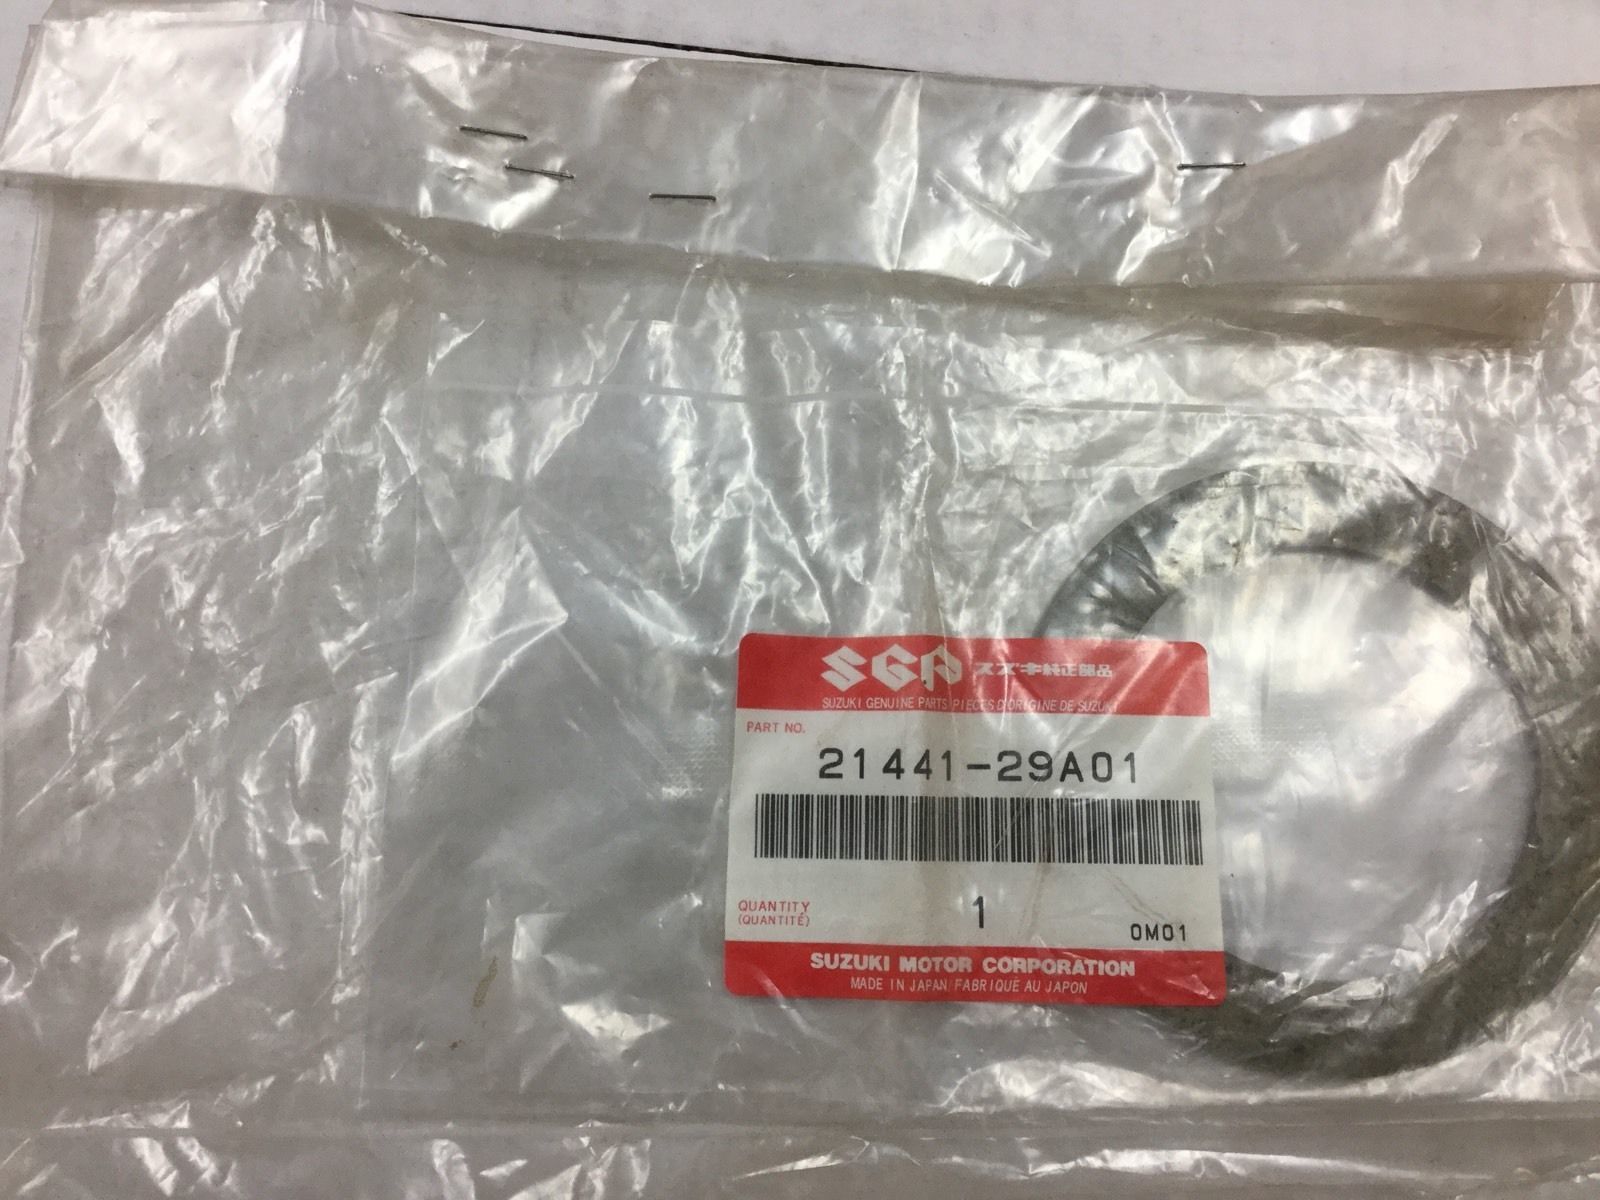 SGP スズキ純正部品
SUZUKI GENUINE PARTS PIECES D'ORIGINE DE SUZUKI
PART NO.
21441-29A01
QUANTITY
(QUANTITÉ)
1
0M01
SUZUKI MOTOR CORPORATION
MADE IN JAPAN FABRIQUE AU JAPON